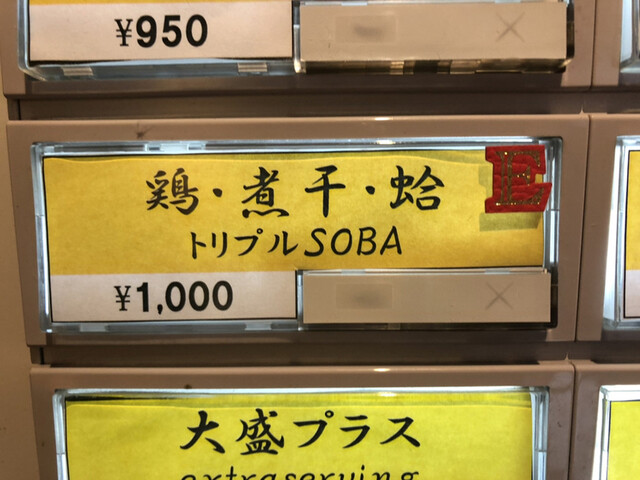 ¥950
鶏・煮干・蛤
E
トリプルSOBA
¥1,000
大盛プラス
extraserving